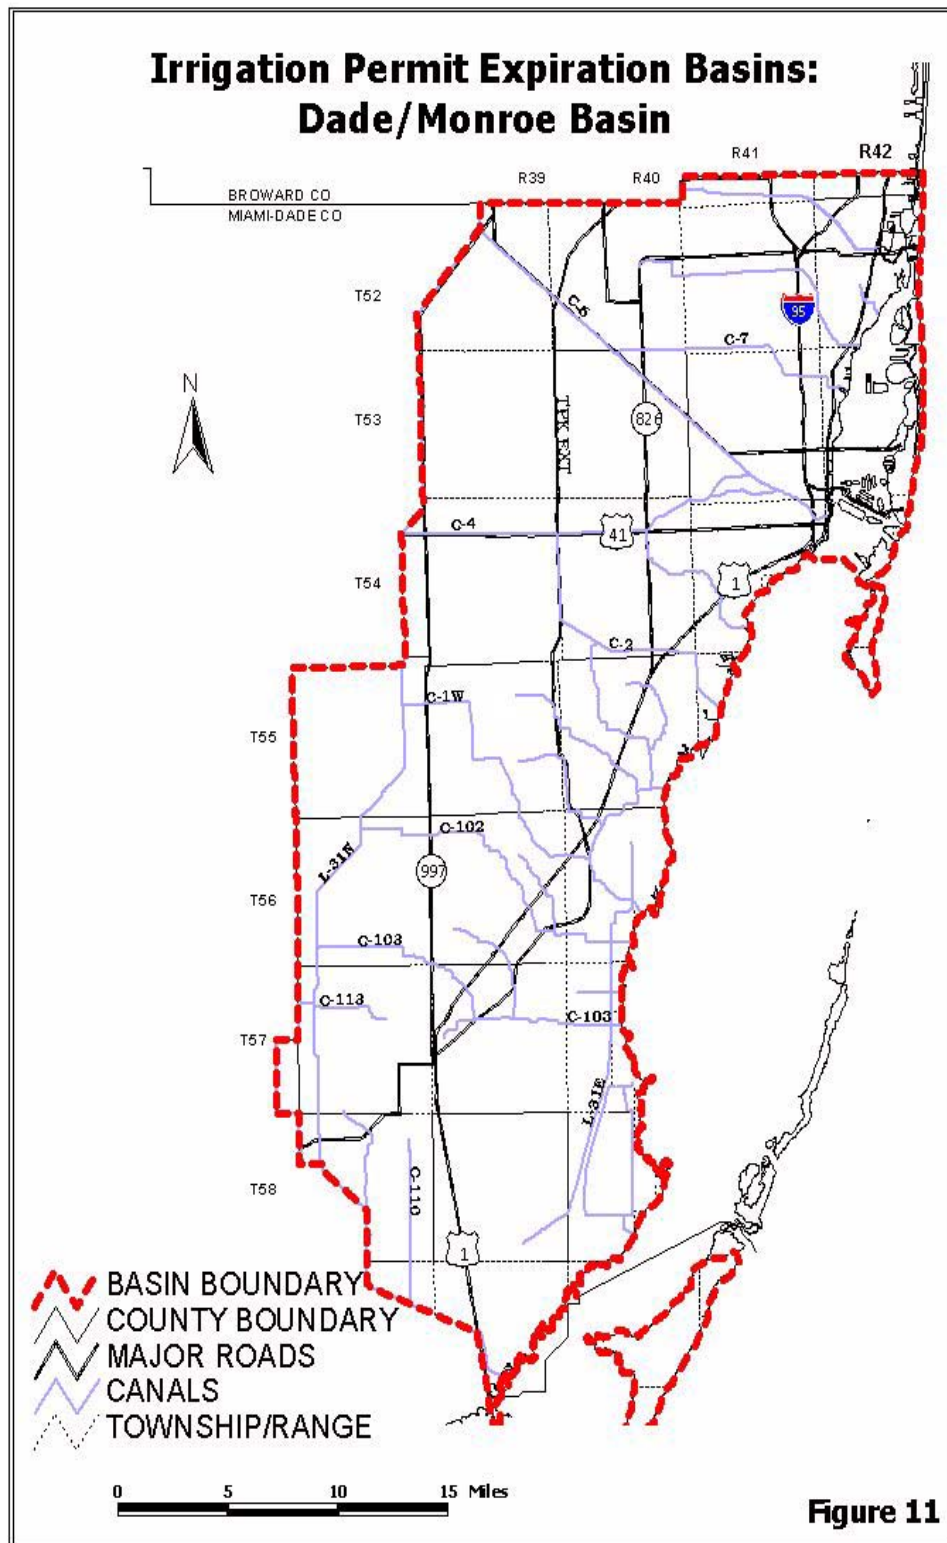 Irrigation Permit Expiration Basins:
Dade/Monroe Basin
R39
R40
R41
R42
BROWARD CO
MIAMI-DADE CO
T52
C-6
95
C-7
N
T53
TPK EXT
826
C-4
41
T54
1
C-2
C-1W
T55
C-102
L-31N
997
T56
C-103
C-113
C-103
T57
L-31E
T58
C-110
1
BASIN BOUNDARY
COUNTY BOUNDARY
MAJOR ROADS
CANALS
TOWNSHIP/RANGE
0 5 10 15 Miles
Figure 11